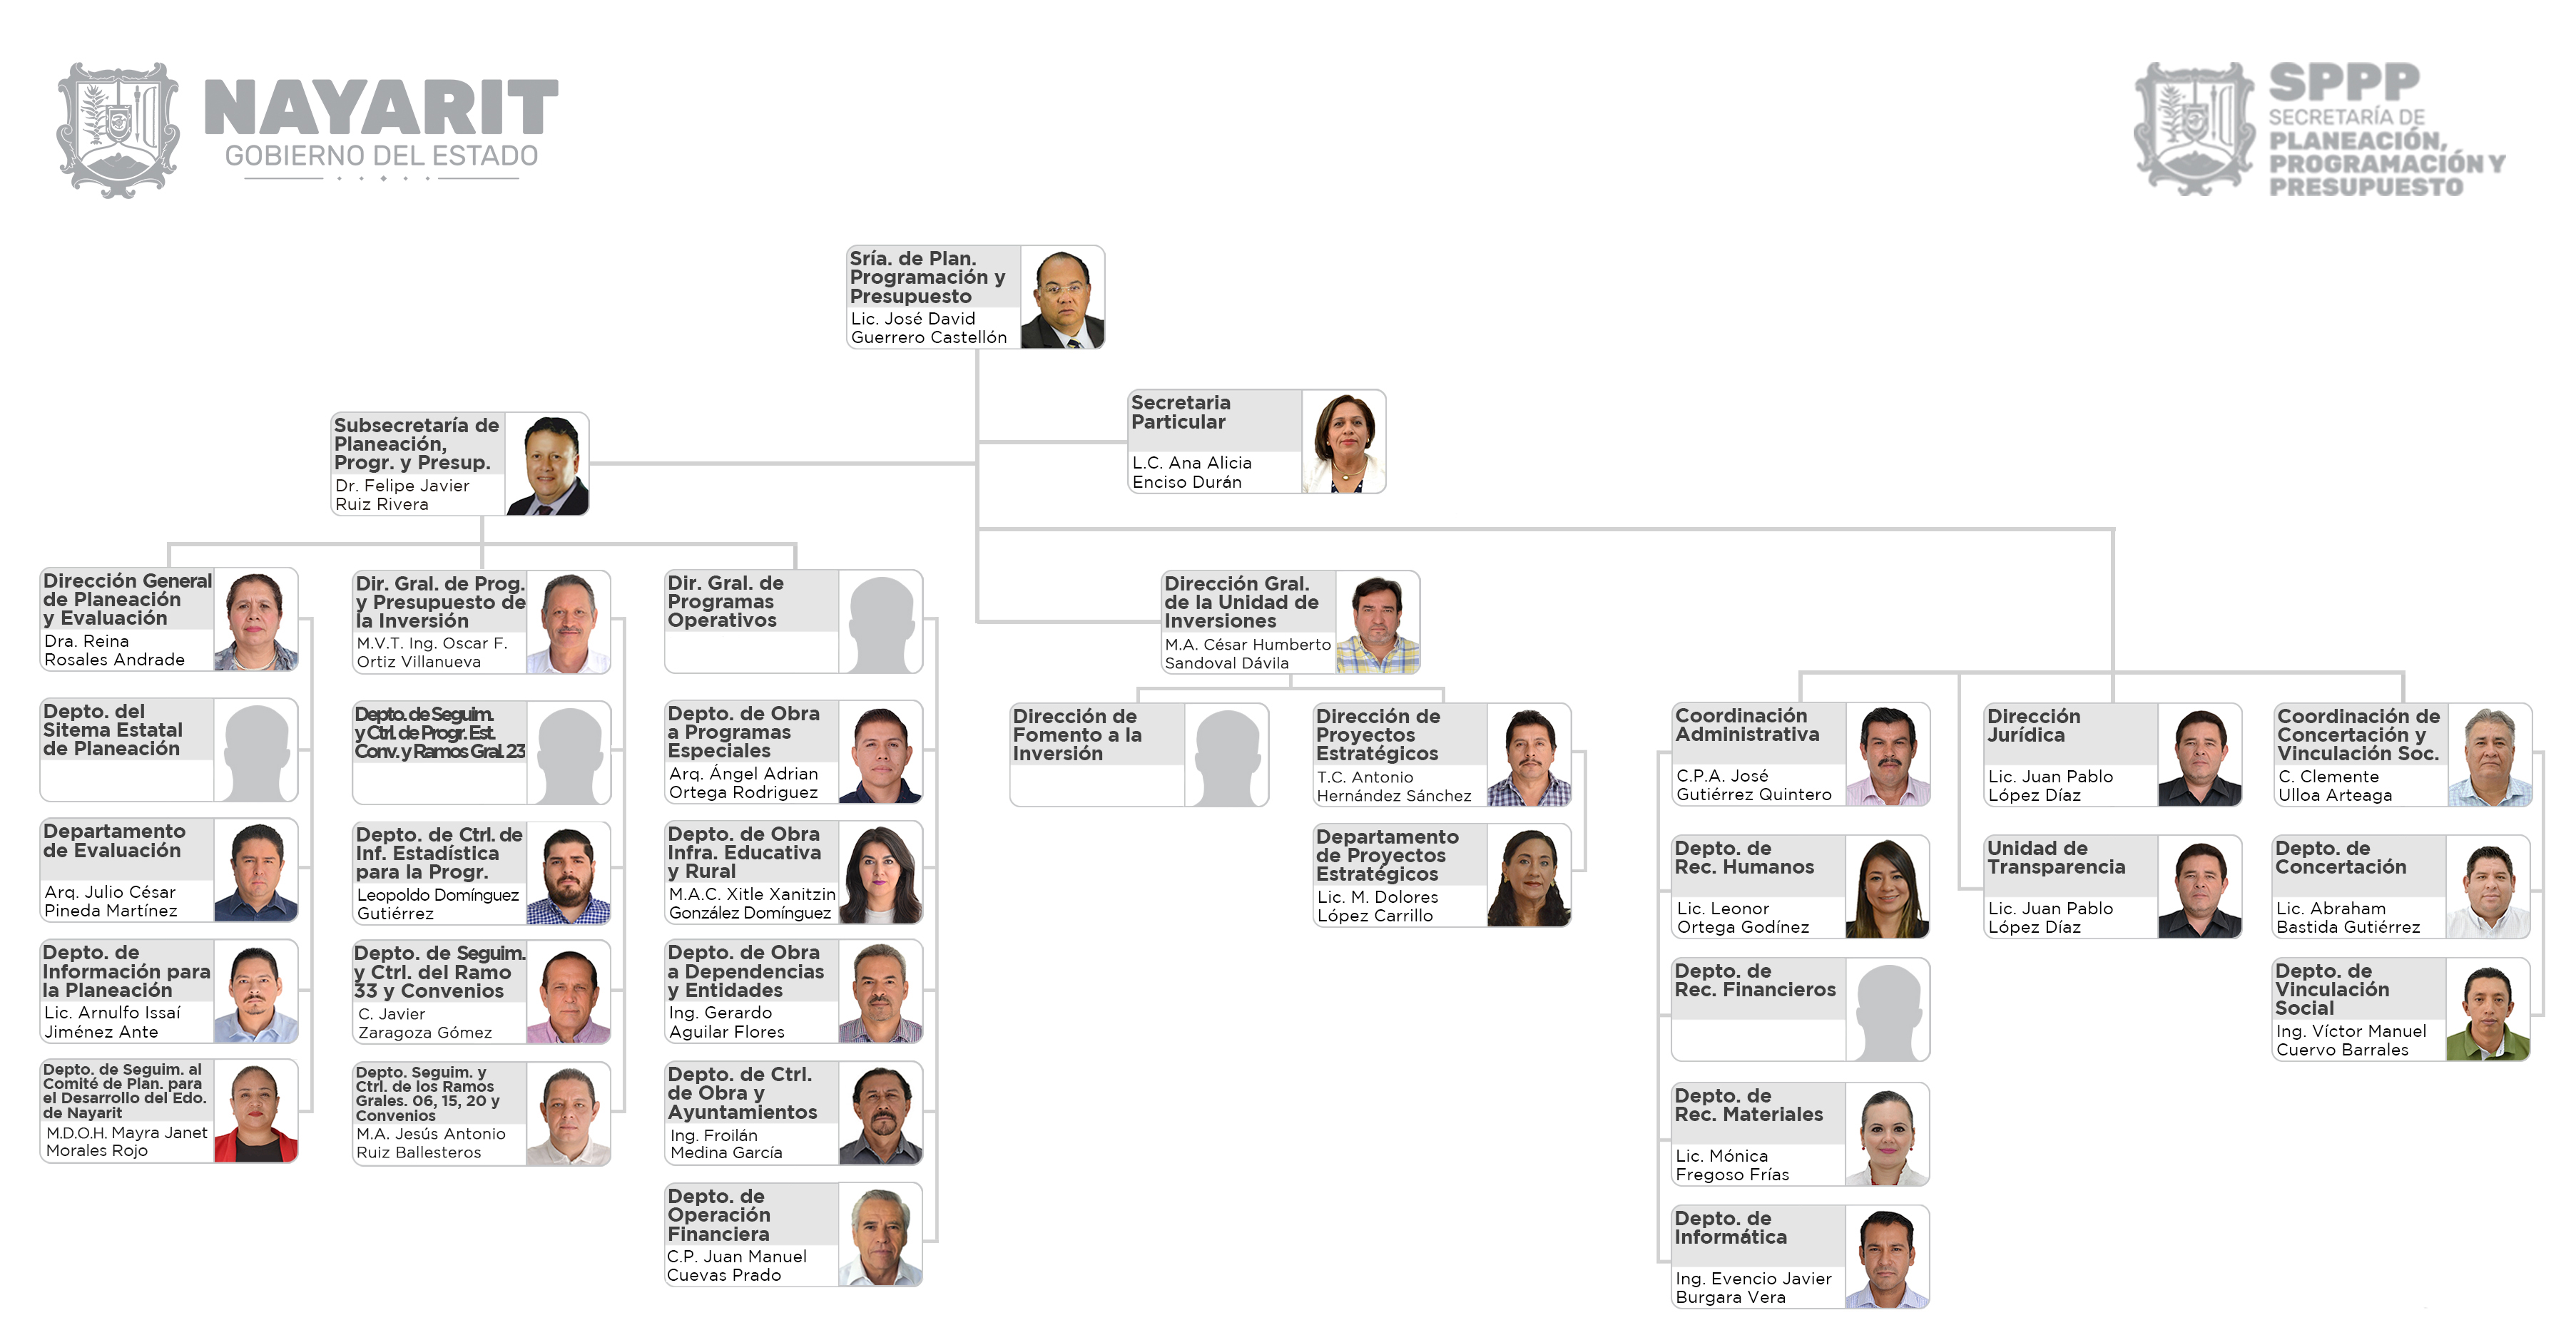 NAYARIT
GOBIERNO DEL ESTADO
SPPP
SECRETARÍA DE
PLANEACIÓN,
PROGRAMACIÓN Y
PRESUPUESTO
Sría. de Plan.
Programación y
Presupuesto
Lic. José David
Guerrero Castellón
Secretaria
Particular
L.C. Ana Alicia
Enciso Durán
Subsecretaría de
Planeación,
Progr. y Presup.
Dr. Felipe Javier
Ruiz Rivera
Dirección General
de Planeación
y Evaluación
Dra. Reina
Rosales Andrade
Depto. del
Sitema Estatal
de Planeación
Departamento
de Evaluación
Arq. Julio César
Pineda Martínez
Depto. de
Información para
la Planeación
Lic. Arnulfo Issaí
Jiménez Ante
Depto. de Seguim. al
Comité de Plan. para
el Desarrollo del Edo.
de Nayarit
M.D.O.H. Mayra Janet
Morales Rojo
Dir. Gral. de Prog.
y Presupuesto de
la Inversión
M.V.T. Ing. Oscar F.
Ortiz Villanueva
Depto. de Seguim.
y Ctrl. de Progr. Est.
Conv. y Ramos Gral. 23
Depto. de Ctrl. de
Inf. Estadística
para la Progr.
Leopoldo Domínguez
Gutiérrez
Depto. de Seguim.
y Ctrl. del Ramo
33 y Convenios
C. Javier
Zaragoza Gómez
Depto. Seguim. y
Ctrl. de los Ramos
Grales. 06, 15, 20 y
Convenios
M.A. Jesús Antonio
Ruiz Ballesteros
Dir. Gral. de
Programas
Operativos
Depto. de Obra
a Programas
Especiales
Arq. Ángel Adrian
Ortega Rodriguez
Depto. de Obra
Infra. Educativa
y Rural
M.A.C. Xitle Xanitzin
González Domínguez
Depto. de Obra
a Dependencias
y Entidades
Ing. Gerardo
Aguilar Flores
Depto. de Ctrl.
de Obra y
Ayuntamientos
Ing. Froilán
Medina García
Depto. de
Operación
Financiera
C.P. Juan Manuel
Cuevas Prado
Dirección Gral.
de la Unidad de
Inversiones
M.A. César Humberto
Sandoval Dávila
Dirección de
Fomento a la
Inversión
Dirección de
Proyectos
Estratégicos
T.C. Antonio
Hernández Sánchez
Departamento
de Proyectos
Estratégicos
Lic. M. Dolores
López Carrillo
Coordinación
Administrativa
C.P.A. José
Gutiérrez Quintero
Depto. de
Rec. Humanos
Lic. Leonor
Ortega Godínez
Depto. de
Rec. Financieros
Depto. de
Rec. Materiales
Lic. Mónica
Fregoso Frías
Depto. de
Informática
Ing. Evencio Javier
Burgara Vera
Dirección
Jurídica
Lic. Juan Pablo
López Díaz
Unidad de
Transparencia
Lic. Juan Pablo
López Díaz
Coordinación de
Concertación y
Vinculación Soc.
C. Clemente
Ulloa Arteaga
Depto. de
Concertación
Lic. Abraham
Bastida Gutiérrez
Depto. de
Vinculación
Social
Ing. Víctor Manuel
Cuervo Barrales